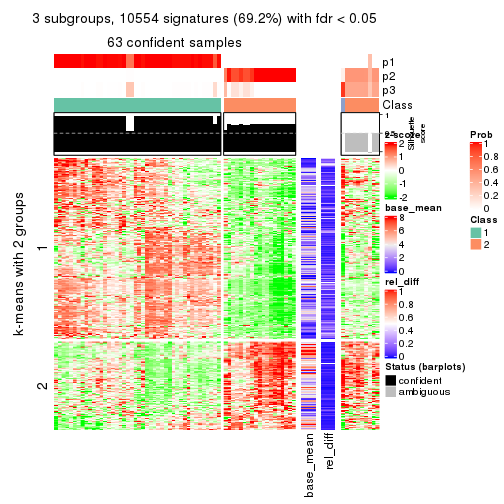 3 subgroups, 10554 signatures (69.2%) with fdr < 0.05
63 confident samples
p1
p2
p3
Class
1
Silhouette
score
k-means with 2 groups
1
2
base_mean
rel_diff
z-score
2
1
0
-1
-2
base_mean
8
6
4
2
0
rel_diff
1
0.8
0.6
0.4
0.2
0
Status (barplots)
confident
ambiguous
Prob
1
0.8
0.6
0.4
0.2
0
Class
1
2